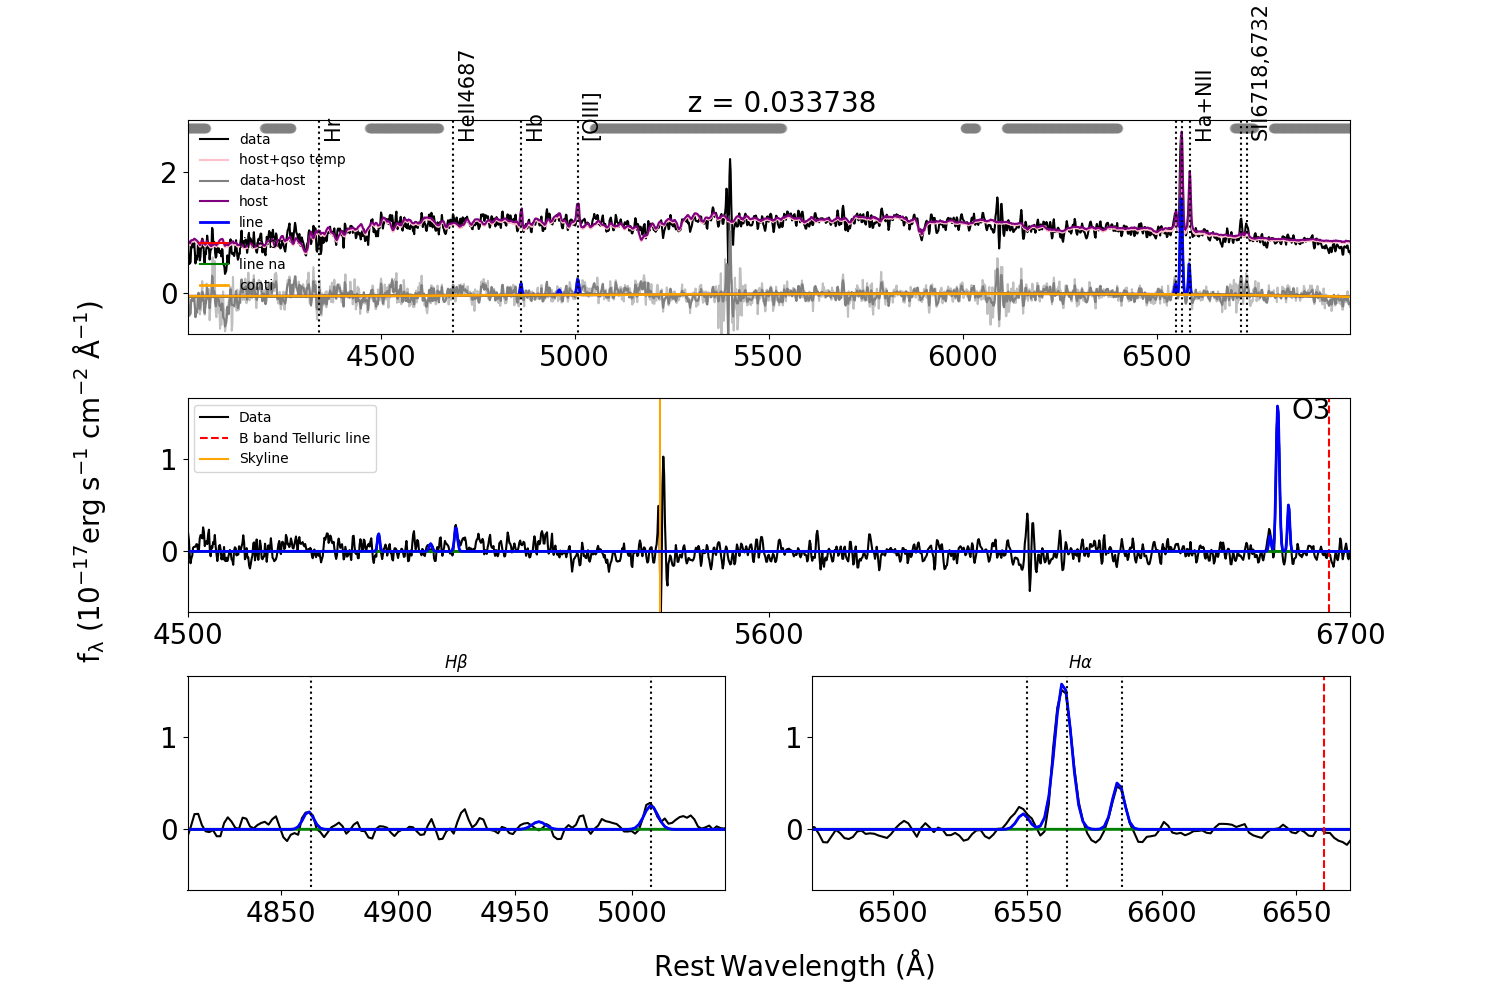 z = 0.033738
Hr
HeII4687
Hb
[OIII]
Ha+NII
SII6718,6732
data
host+qso temp
data-host
host
line
line na
conti
2
0
4500 5000 5500 6000 6500
Data
B band Telluric line
Skyline
O3
1
0
4500 5600 6700
fλ (10⁻¹⁷erg s⁻¹ cm⁻² Å⁻¹)
Hβ
1
0
4850 4900 4950 5000
Hα
1
0
6500 6550 6600 6650
Rest Wavelength (Å)